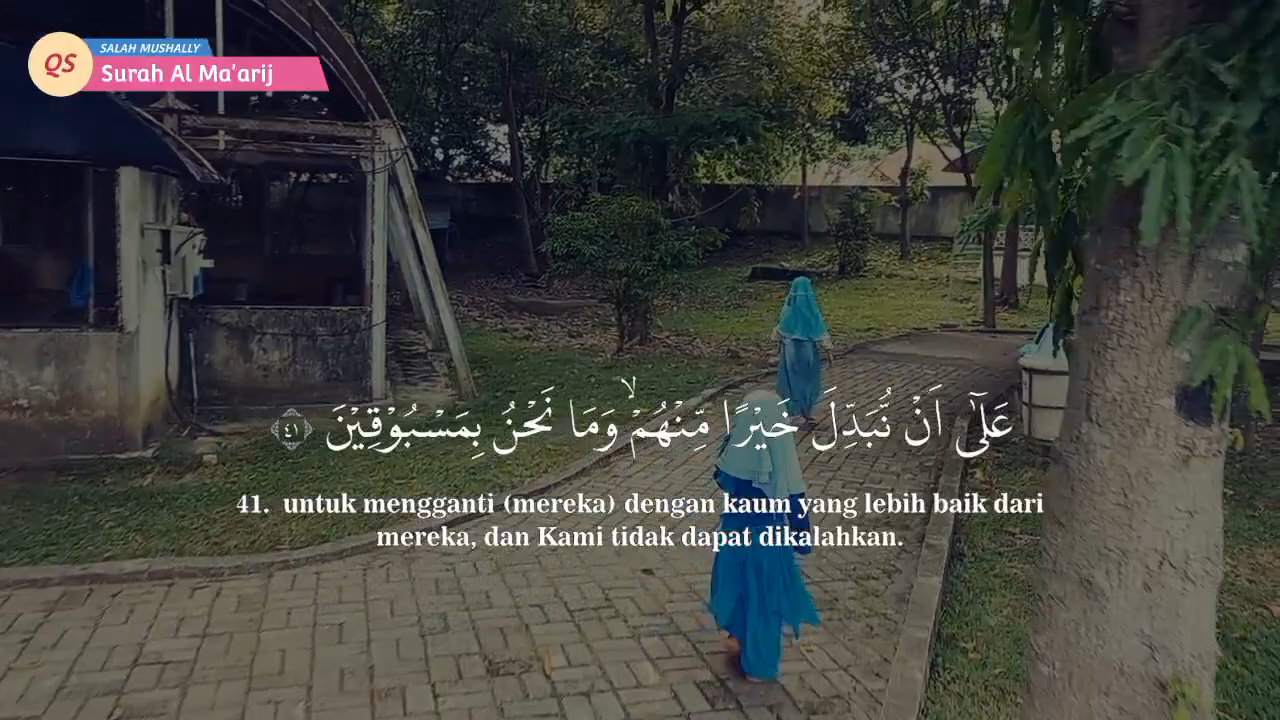 QS
SALAH MUSHALLY
Surah Al Ma'arij
عَلٰٓى اَنْ نُّبَدِّلَ خَيْرًا مِّنْهُمْۙ وَمَا نَحْنُ بِمَسْبُوْقِيْنَ ٤١
41. untuk mengganti (mereka) dengan kaum yang lebih baik dari
mereka, dan Kami tidak dapat dikalahkan.